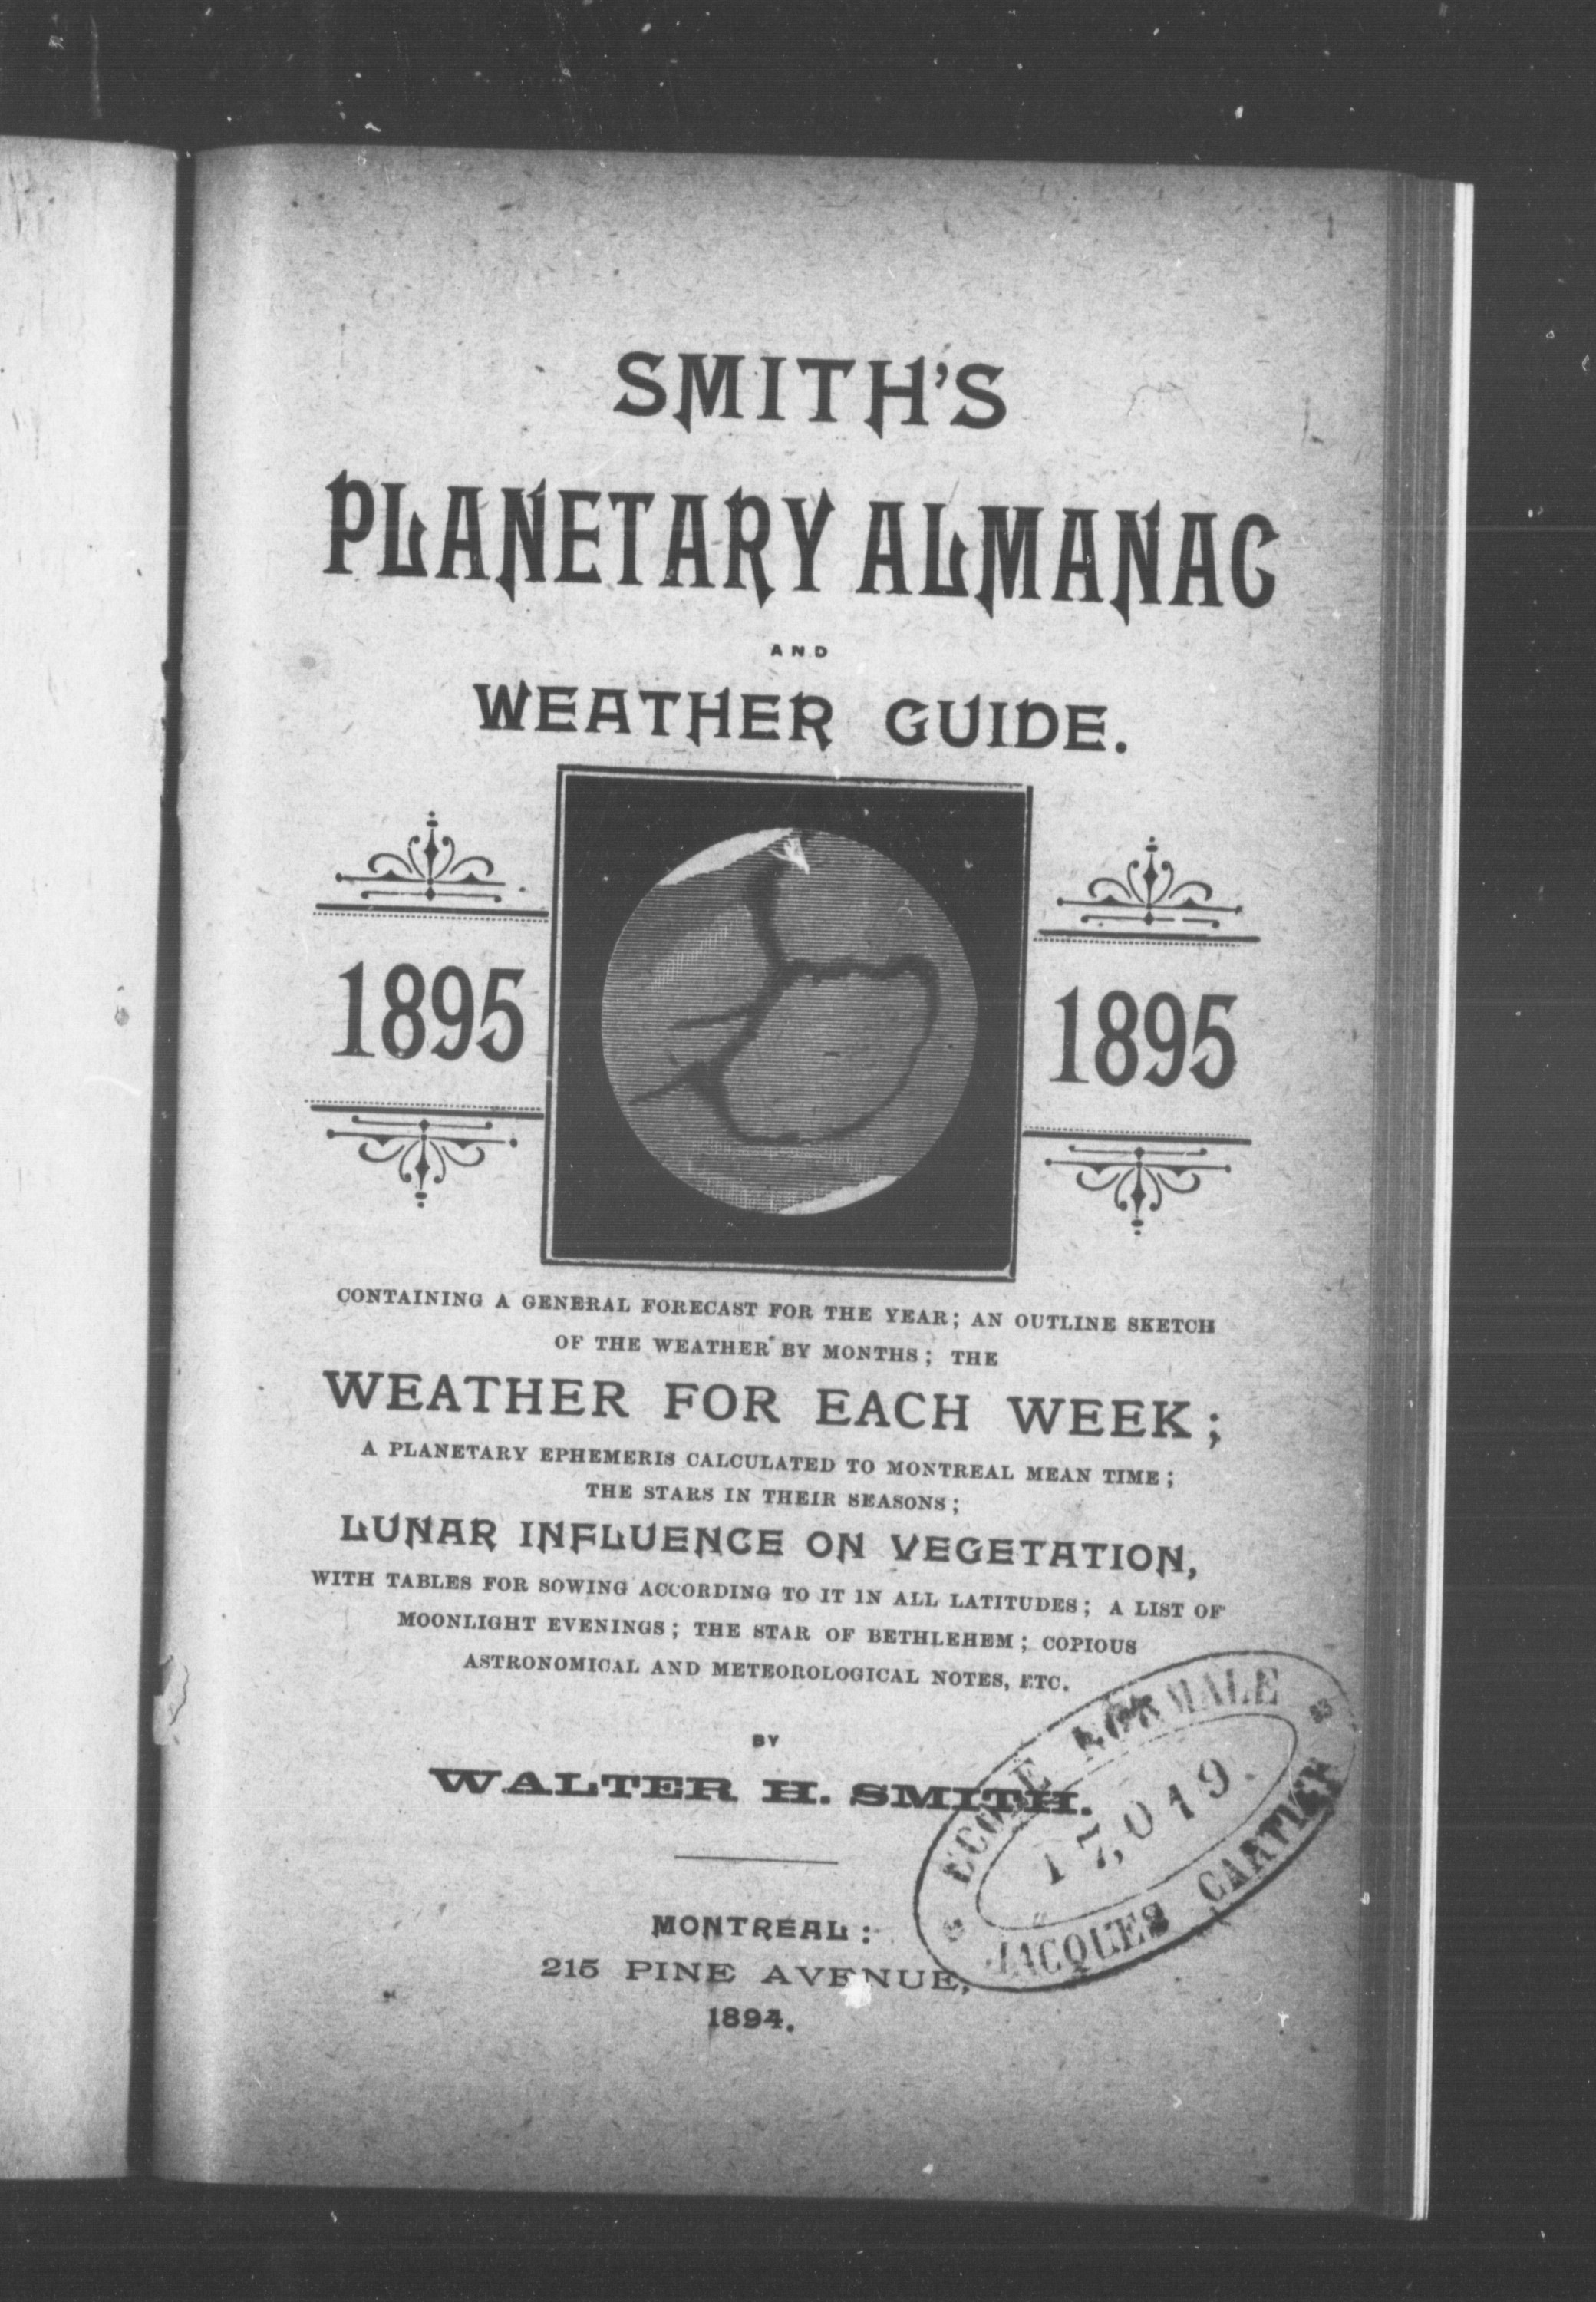 SMITH'S
PLANETARY ALMANAC
AND
WEATHER GUIDE.
1895
1895
CONTAINING A GENERAL FORECAST FOR THE YEAR; AN OUTLINE SKETCH
OF THE WEATHER BY MONTHS; THE
WEATHER FOR EACH WEEK;
A PLANETARY EPHEMERIS CALCULATED TO MONTREAL MEAN TIME;
THE STARS IN THEIR SEASONS;
LUNAR INFLUENCE ON VEGETATION,
WITH TABLES FOR SOWING ACCORDING TO IT IN ALL LATITUDES; A LIST OF
MOONLIGHT EVENINGS; THE STAR OF BETHLEHEM; COPIOUS
ASTRONOMICAL AND METEOROLOGICAL NOTES, ETC.
BY
WALTER H. SMITH.
ECOLE NORMALE
17,019.
JACQUES CARTIER
MONTREAL:
215 PINE AVENUE,
1894.